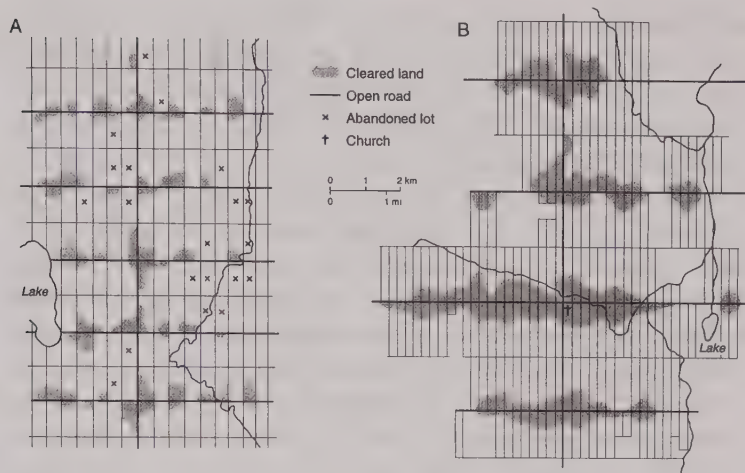 A
Cleared land
Open road
× Abandoned lot
† Church
0 1 2 km
0 1 mi
Lake
B
†
Lake